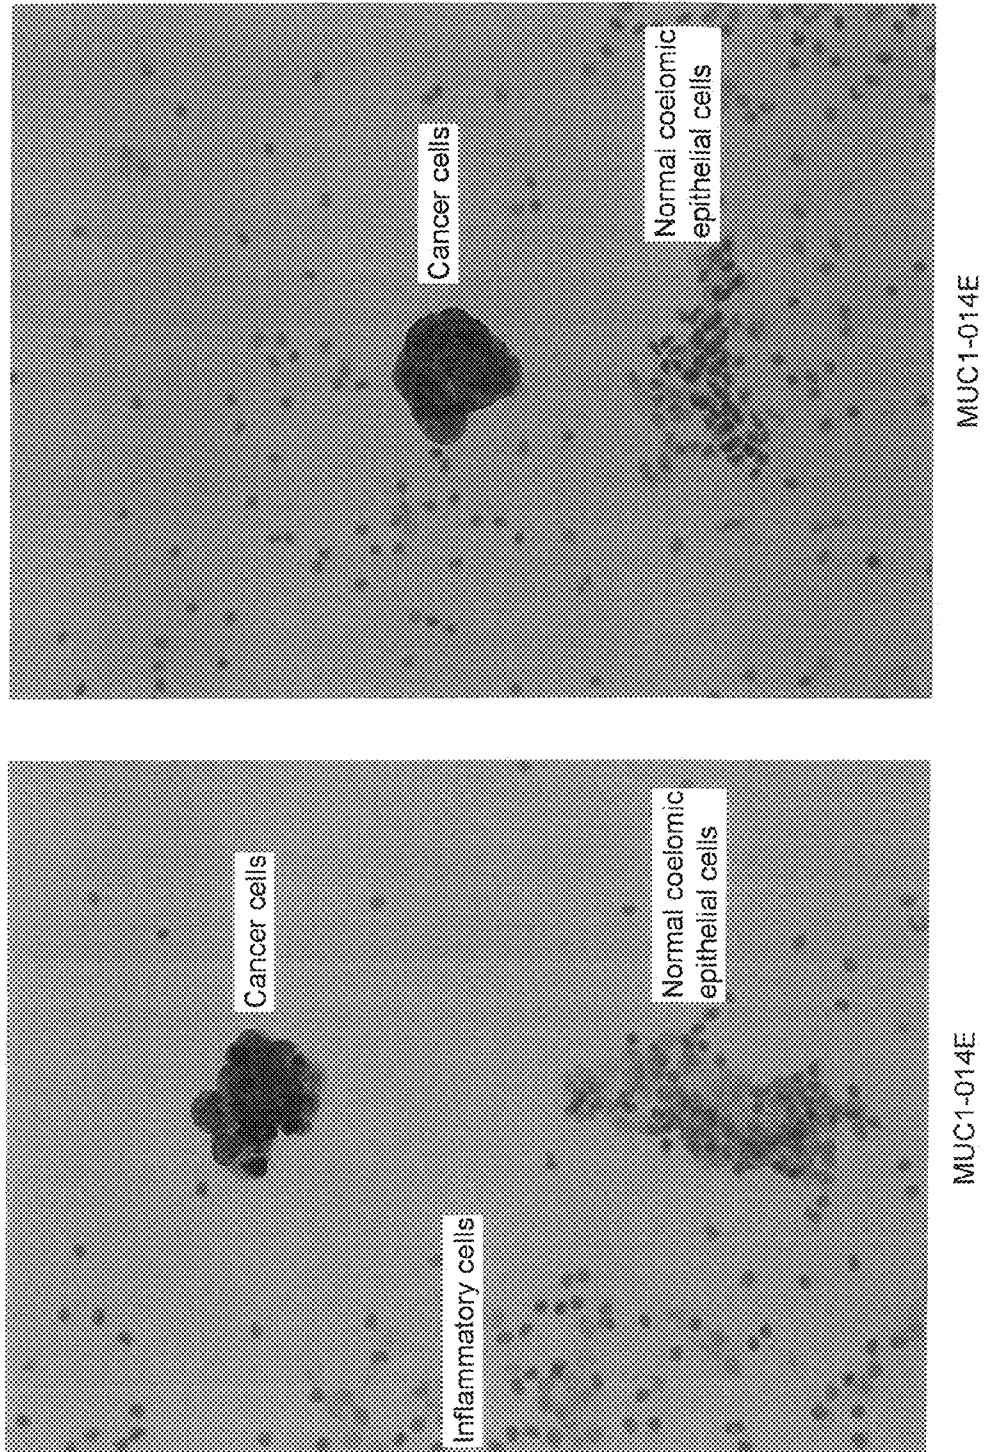 Inflammatory cells
Cancer cells
Normal coelomic
epithelial cells
MUC1-014E
Cancer cells
Normal coelomic
epithelial cells
MUC1-014E